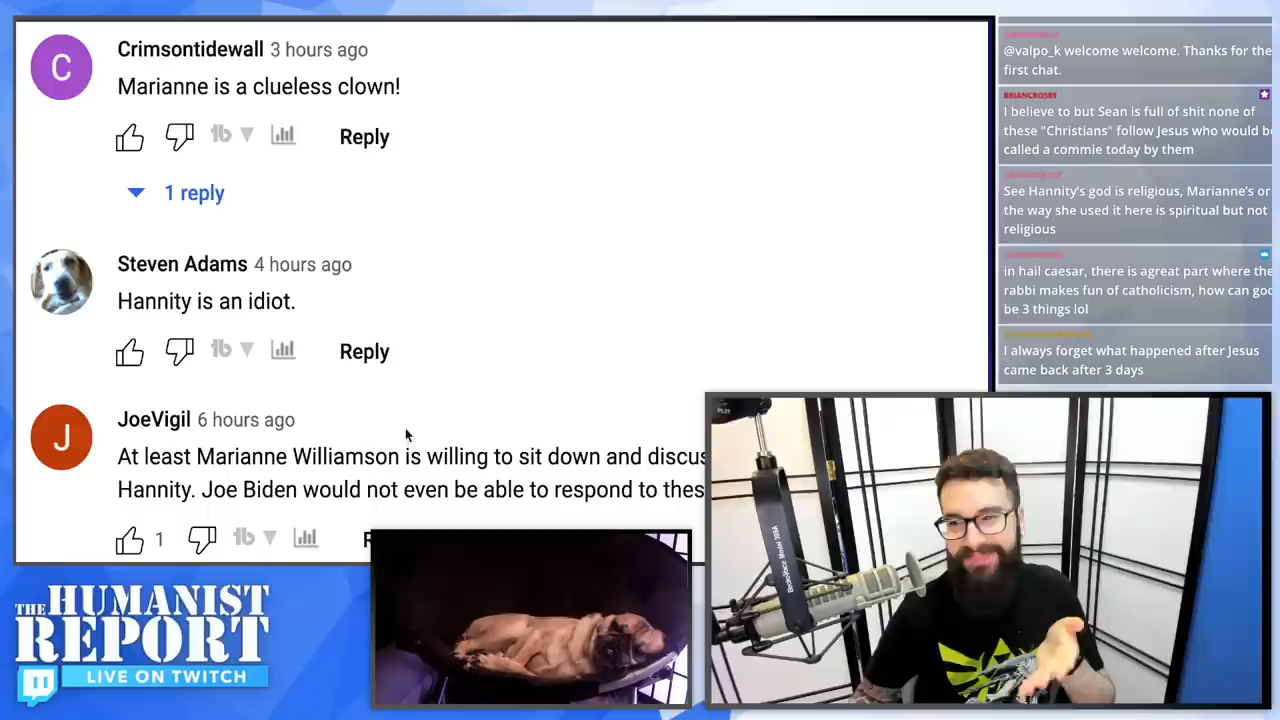 Crimsontidewall 3 hours ago
Marianne is a clueless clown!
Reply
1 reply
Steven Adams 4 hours ago
Hannity is an idiot.
Reply
JoeVigil 6 hours ago
At least Marianne Williamson is willing to sit down and discus
Hannity. Joe Biden would not even be able to respond to thes
1
@valpo_k welcome welcome. Thanks for the
first chat.
BRIANCROS89
I believe to but Sean is full of shit none of
these "Christians" follow Jesus who would be
called a commie today by them
See Hannity's god is religious, Marianne's or
the way she used it here is spiritual but not
religious
in hail caesar, there is agreat part where the
rabbi makes fun of catholicism, how can god
be 3 things lol
I always forget what happened after Jesus
came back after 3 days
THE
HUMANIST
REPORT
LIVE ON TWITCH